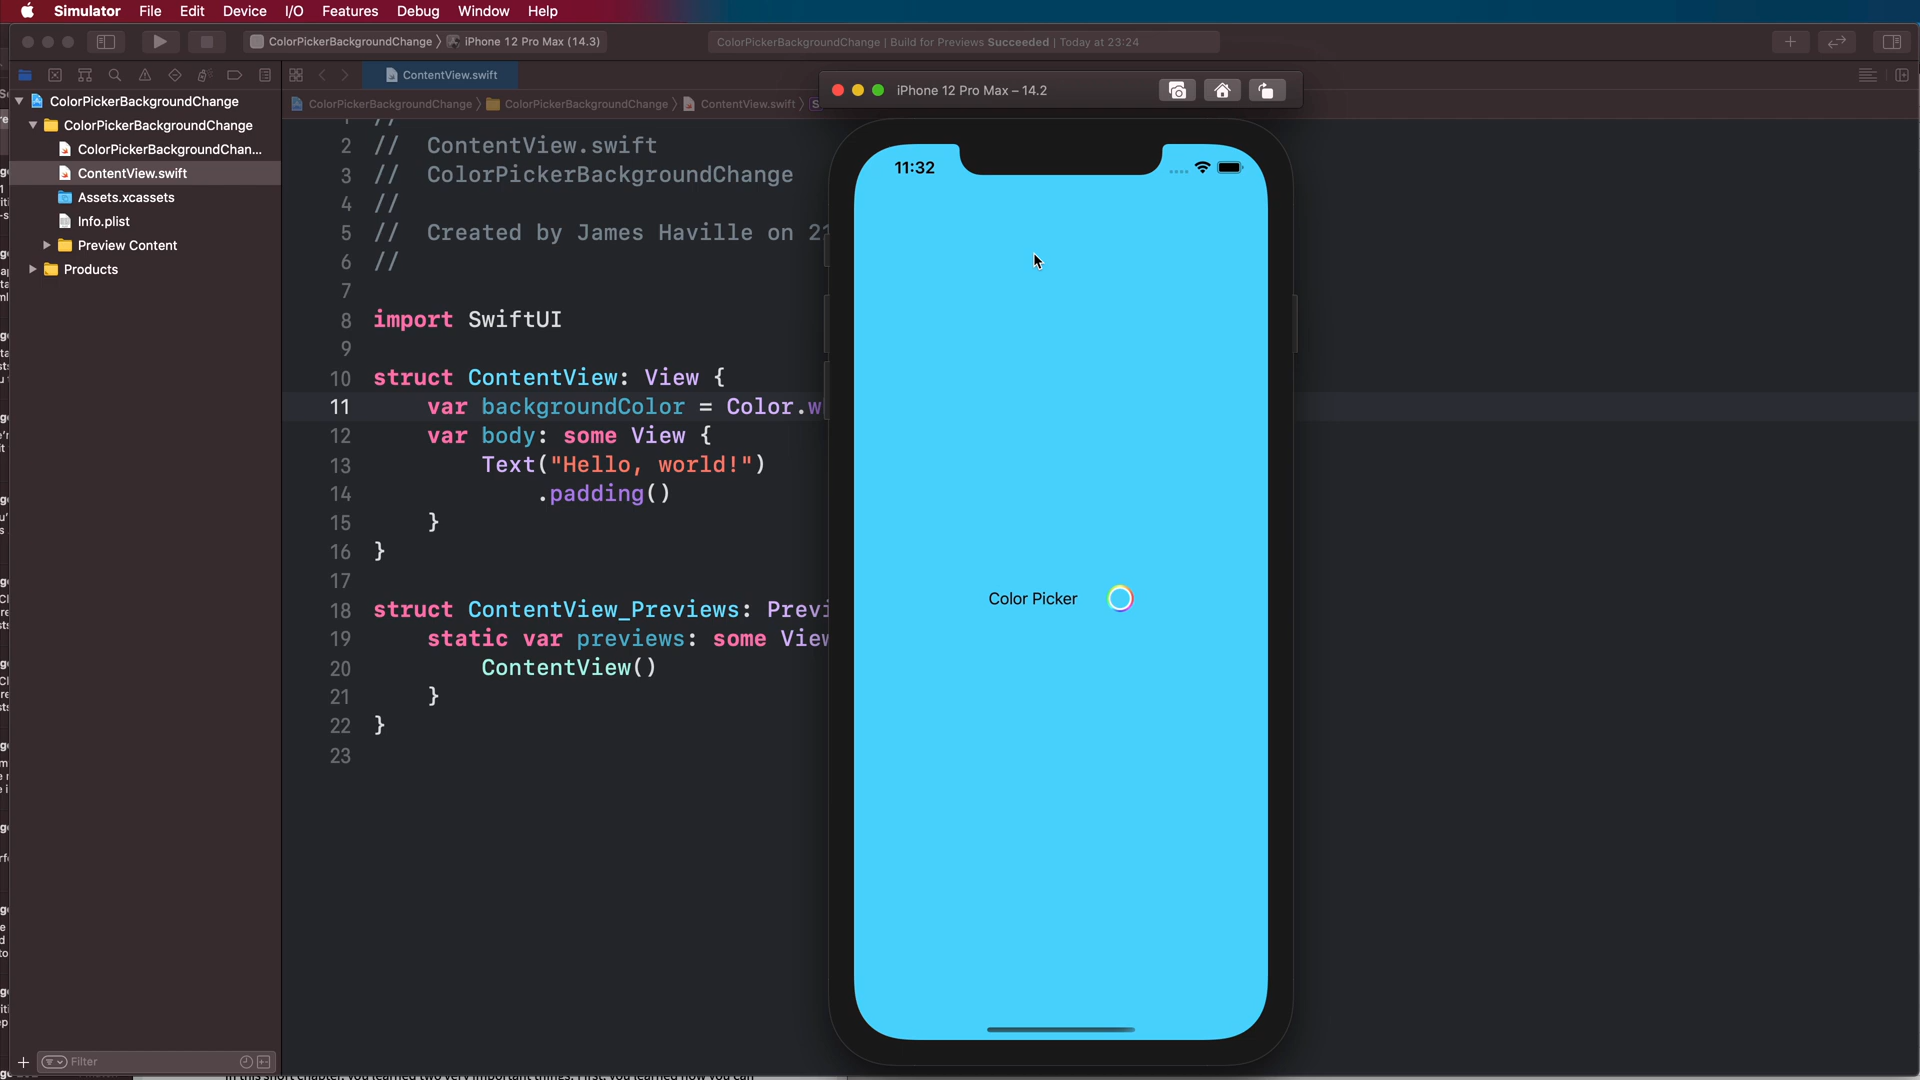 Simulator File Edit Device I/O Features Debug Window Help
ColorPickerBackgroundChange 〉 iPhone 12 Pro Max (14.3)
ColorPickerBackgroundChange | Build for Previews Succeeded | Today at 23:24
ContentView.swift
ColorPickerBackgroundChange 〉 ColorPickerBackgroundChange 〉 ContentView.swift 〉 S
ColorPickerBackgroundChange
ColorPickerBackgroundChange
ColorPickerBackgroundChan...
ContentView.swift
Assets.xcassets
Info.plist
Preview Content
Products
Filter
2 // ContentView.swift
3 // ColorPickerBackgroundChange
4 //
5 // Created by James Haville on 21
6 //
7
8 import SwiftUI
9
10 struct ContentView: View {
11 var backgroundColor = Color.w
12 var body: some View {
13 Text("Hello, world!")
14 .padding()
15 }
16 }
17
18 struct ContentView_Previews: Previ
19 static var previews: some View
20 ContentView()
21 }
22 }
23
iPhone 12 Pro Max – 14.2
11:32
Color Picker